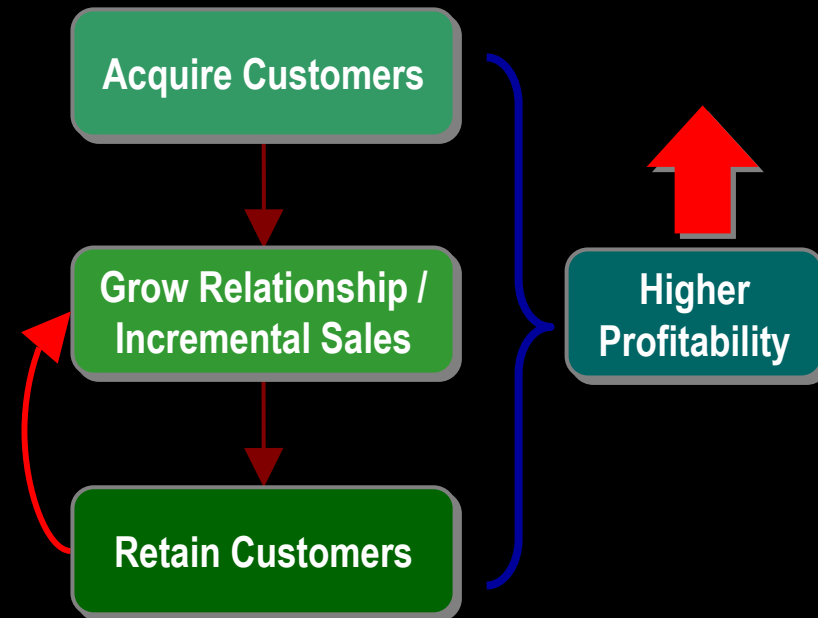 Acquire Customers
Grow Relationship /
Incremental Sales
Higher
Profitability
Retain Customers